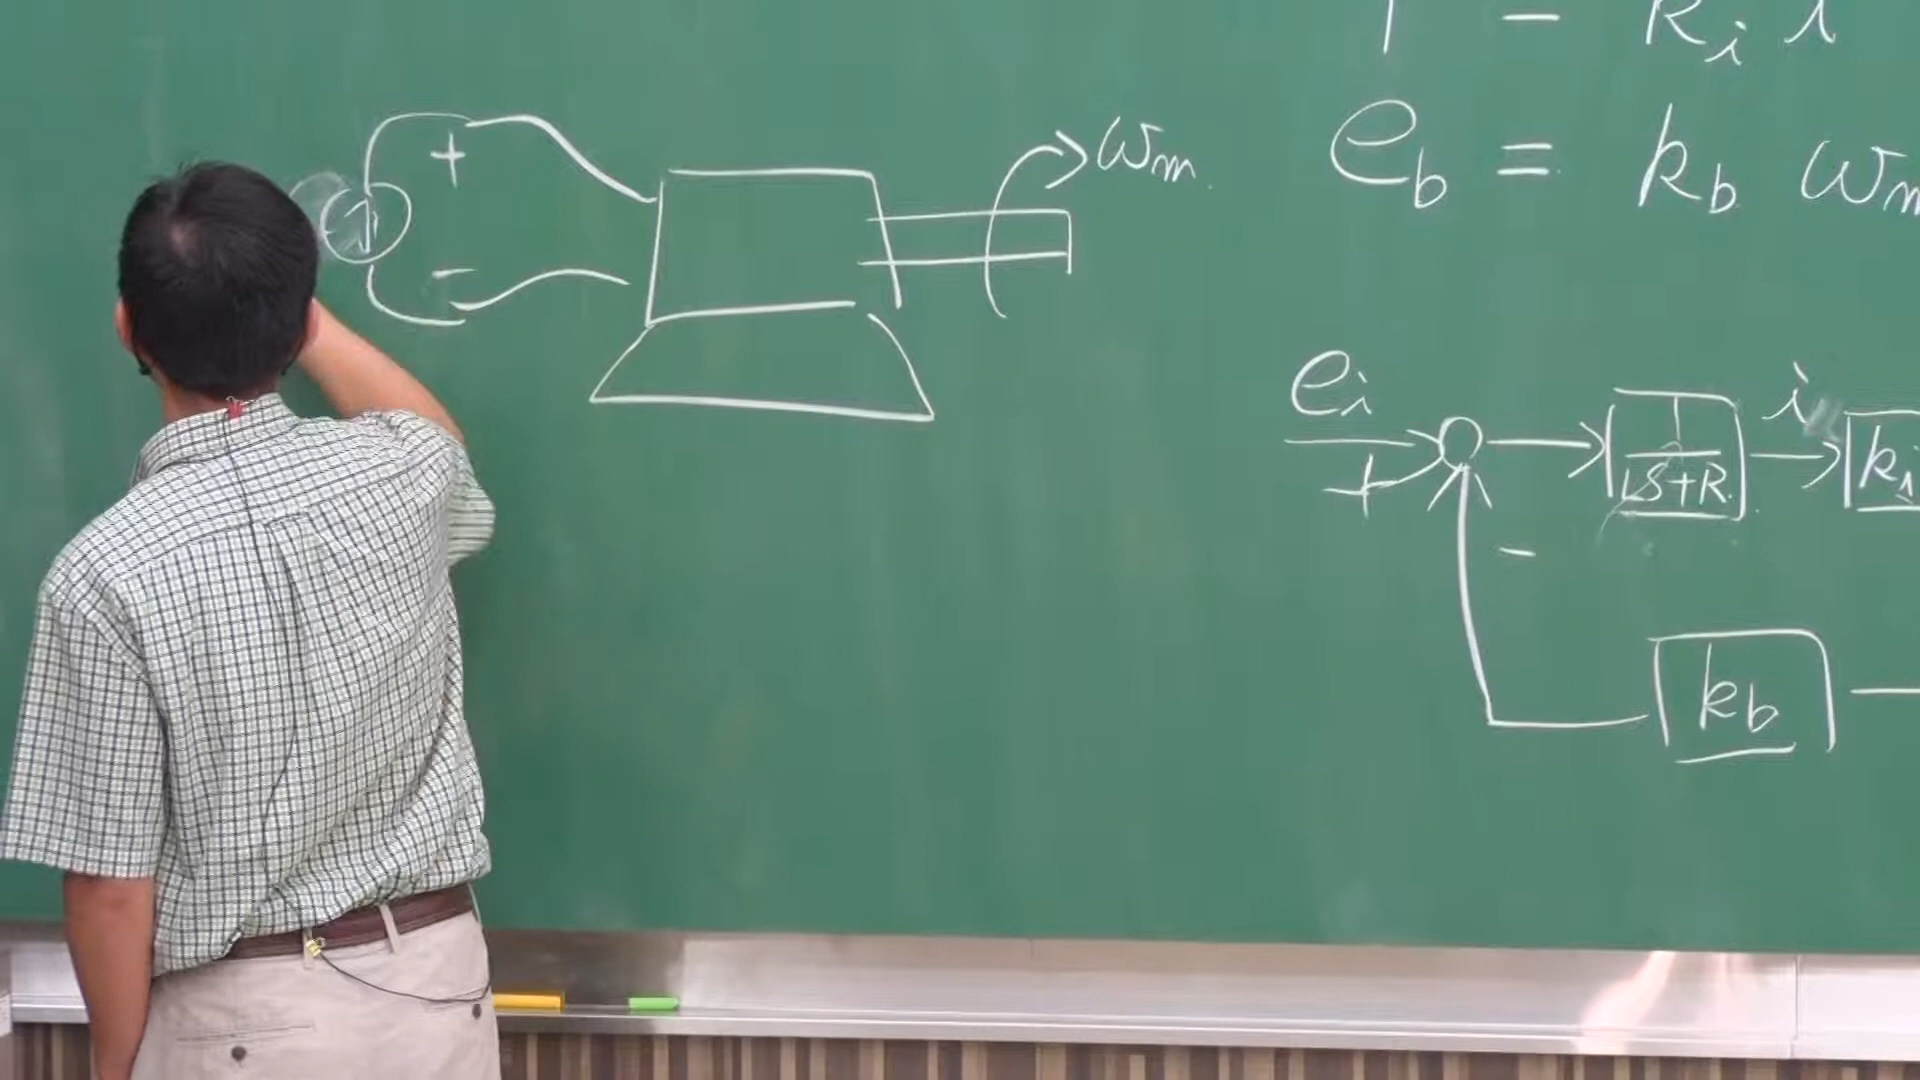 T = Ki i
eb = kb ωm
+ ωm
-
ei i
+ 1/(LS+R) ki
-
kb